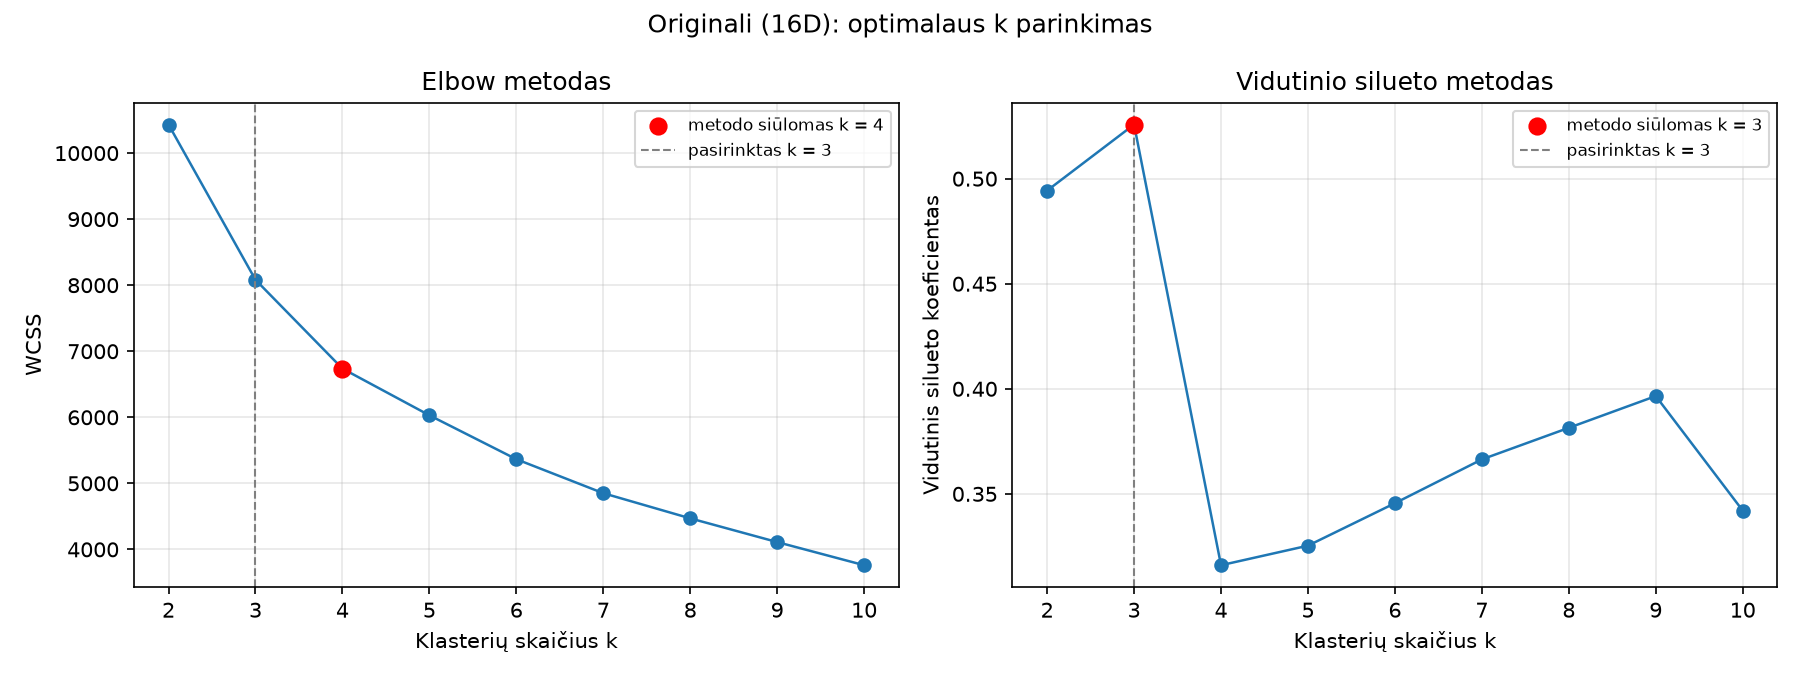 Originali (16D): optimalaus k parinkimas
Elbow metodas
metodo siūlomas k = 4
pasirinktas k = 3
WCSS
10000
9000
8000
7000
6000
5000
4000
2 3 4 5 6 7 8 9 10
Klasterių skaičius k
Vidutinio silueto metodas
metodo siūlomas k = 3
pasirinktas k = 3
Vidutinis silueto koeficientas
0.50
0.45
0.40
0.35
2 3 4 5 6 7 8 9 10
Klasterių skaičius k